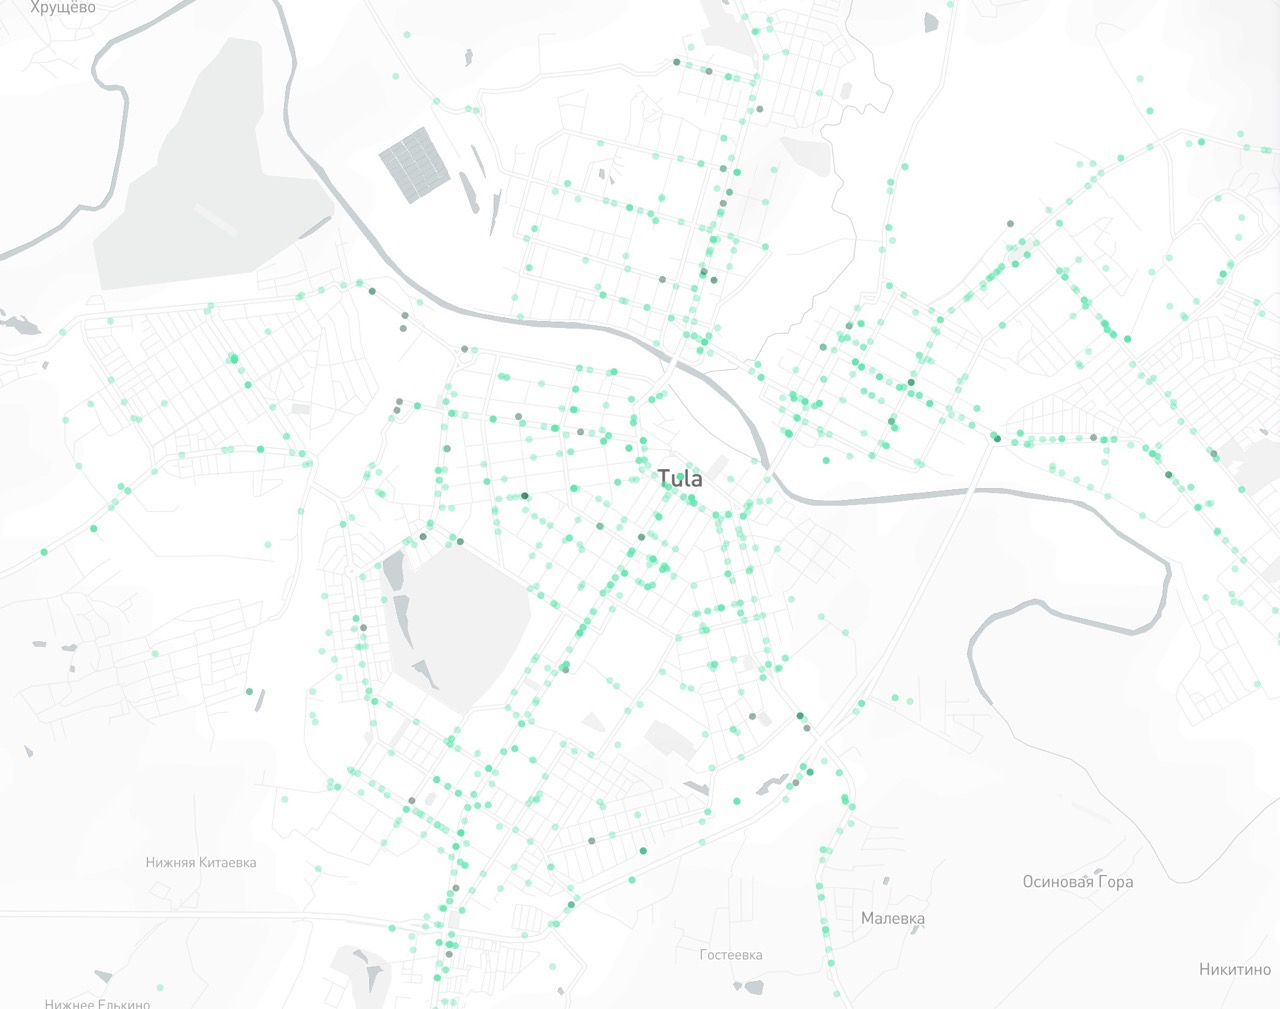 Хрущёво
Tula
Нижняя Китаевка
Осиновая Гора
Малевка
Гостеевка
Никитино
Нижнее Елькино